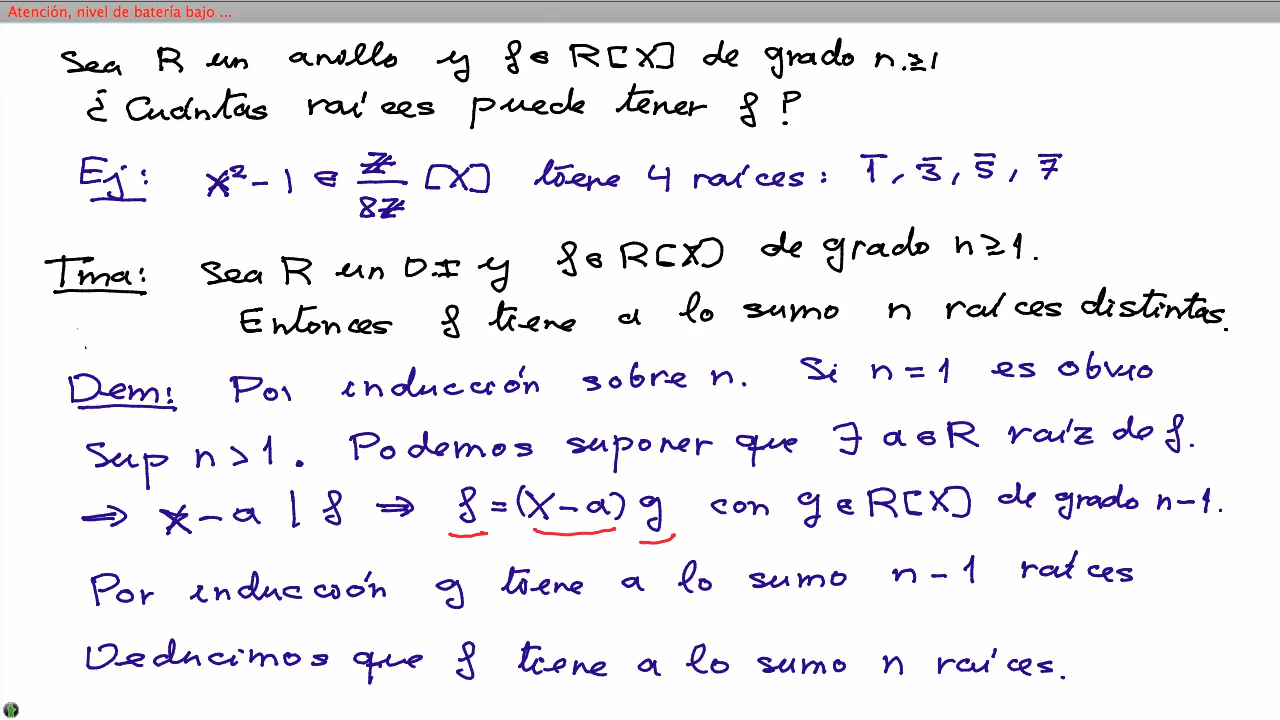 Atención, nivel de batería bajo ...
Sea R un anillo y f ∈ R[X] de grado n ≥ 1
¿ Cuántas raíces puede tener f ?
Ej: X² - 1 ∈ ℤ/8ℤ [X] tiene 4 raíces: 1̅, 3̅, 5̅, 7̅
Tma: Sea R un D.I y f ∈ R[X] de grado n ≥ 1.
Entonces f tiene a lo sumo n raíces distintas.
Dem: Por inducción sobre n. Si n = 1 es obvio
Sup n > 1. Podemos suponer que ∃ a ∈ R raíz de f.
⇒ X - a | f ⇒ f = (X - a) g con g ∈ R[X] de grado n - 1.
Por inducción g tiene a lo sumo n - 1 raíces
Deducimos que f tiene a lo sumo n raíces.